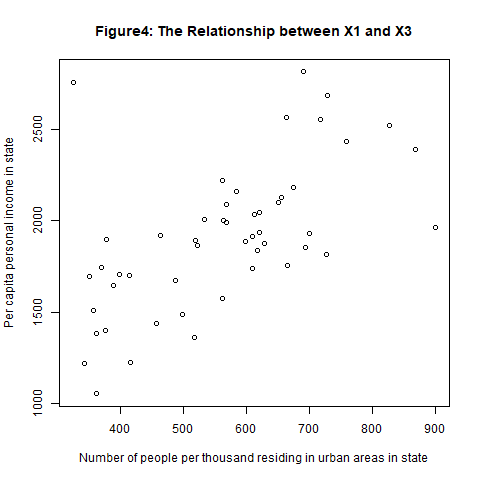 Figure4: The Relationship between X1 and X3
Per capita personal income in state
2500
2000
1500
1000
400 500 600 700 800 900
Number of people per thousand residing in urban areas in state